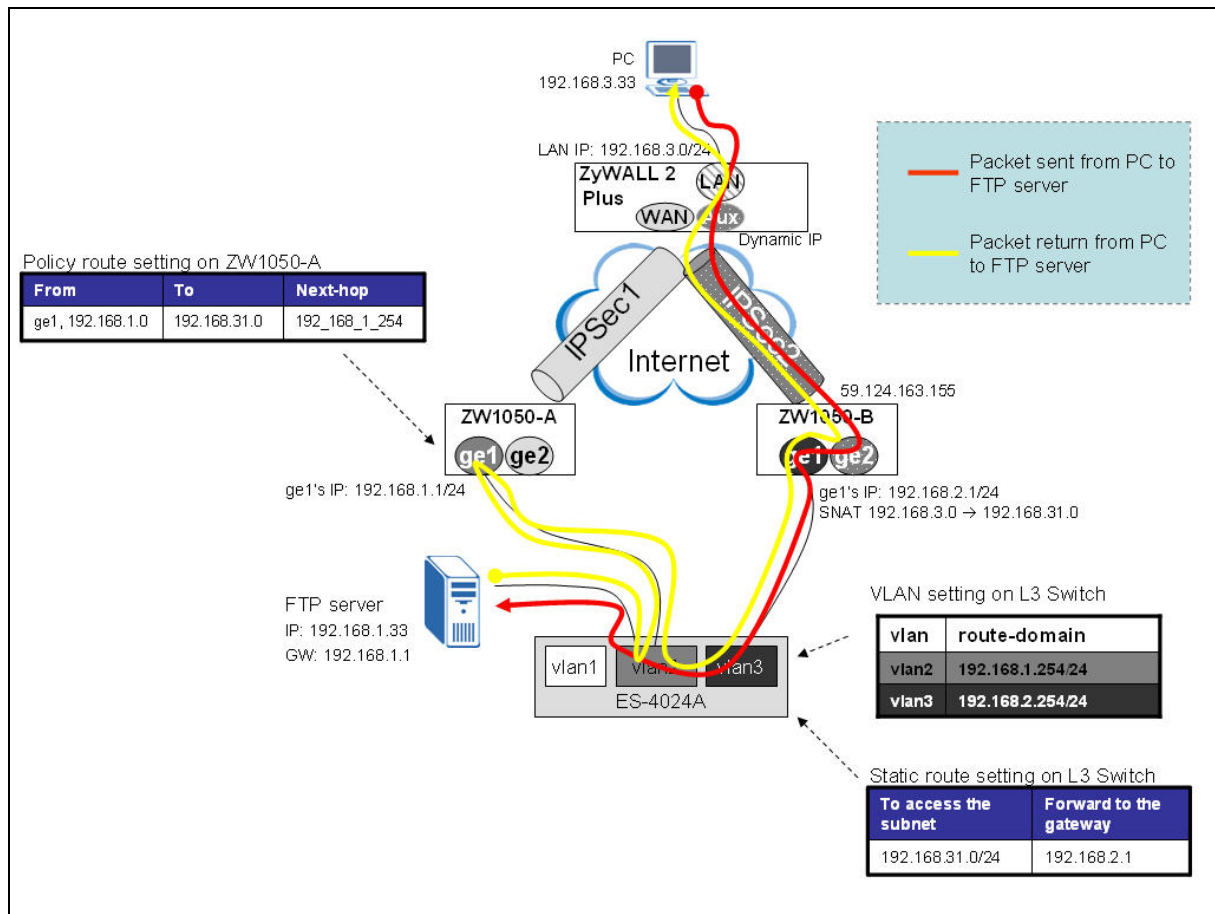 PC
192.168.3.33
LAN IP: 192.168.3.0/24
ZyWALL 2
Plus
LAN
WAN
aux
Dynamic IP
Packet sent from PC to
FTP server
Packet return from PC
to FTP server
Policy route setting on ZW1050-A
From To Next-hop
ge1, 192.168.1.0 192.168.31.0 192_168_1_254
IPSec1
IPSec2
Internet
59.124.163.155
ZW1050-A
ge1 ge2
ZW1050-B
ge1 ge2
ge1's IP: 192.168.1.1/24
ge1's IP: 192.168.2.1/24
SNAT 192.168.3.0 → 192.168.31.0
FTP server
IP: 192.168.1.33
GW: 192.168.1.1
vlan1 vlan2 vlan3
ES-4024A
VLAN setting on L3 Switch
vlan route-domain
vlan2 192.168.1.254/24
vlan3 192.168.2.254/24
Static route setting on L3 Switch
To access the subnet Forward to the gateway
192.168.31.0/24 192.168.2.1